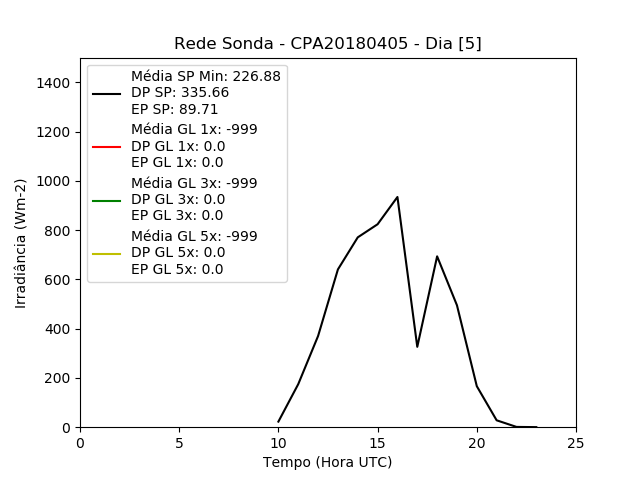 Rede Sonda - CPA20180405 - Dia [5]
Média SP Min: 226.88
DP SP: 335.66
EP SP: 89.71
Média GL 1x: -999
DP GL 1x: 0.0
EP GL 1x: 0.0
Média GL 3x: -999
DP GL 3x: 0.0
EP GL 3x: 0.0
Média GL 5x: -999
DP GL 5x: 0.0
EP GL 5x: 0.0
1400
1200
1000
800
600
400
200
0
Irradiância (Wm-2)
0 5 10 15 20 25
Tempo (Hora UTC)